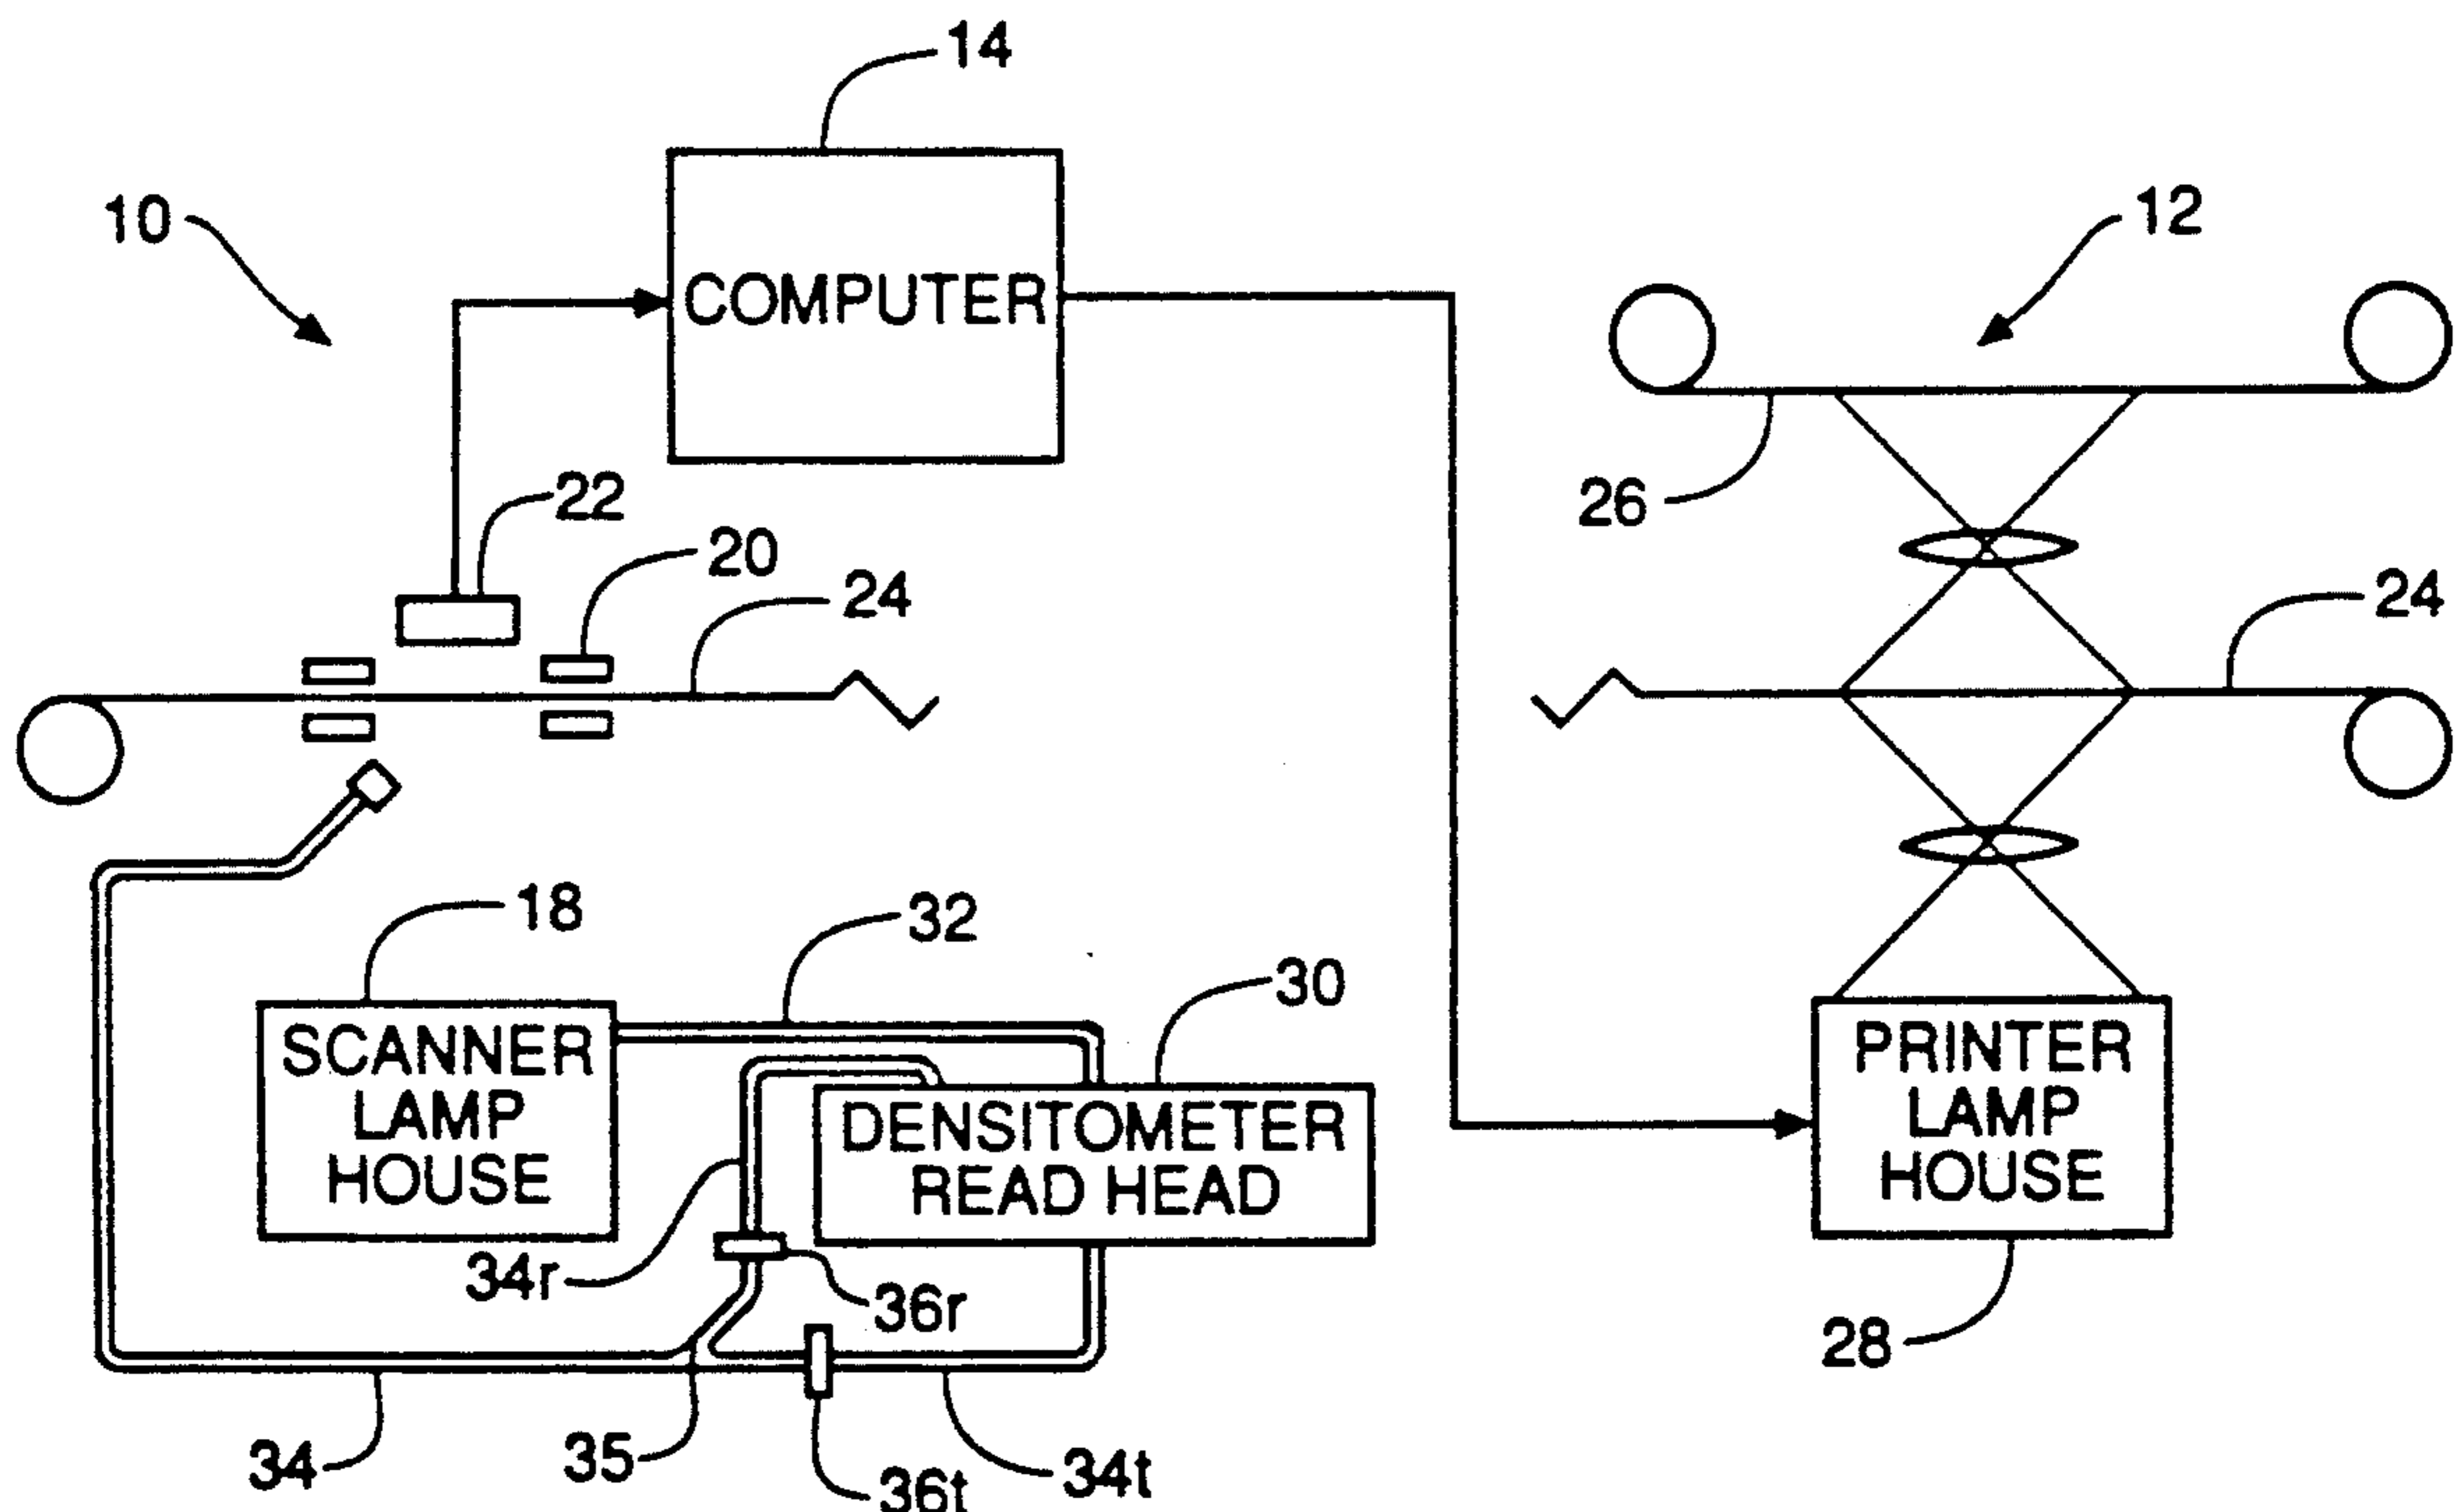 14
10
12
COMPUTER
22
26
20
24
24
18
32
30
SCANNER
LAMP
HOUSE
DENSITOMETER
READ HEAD
PRINTER
LAMP
HOUSE
34r
36r
28
34
35
36t
34t